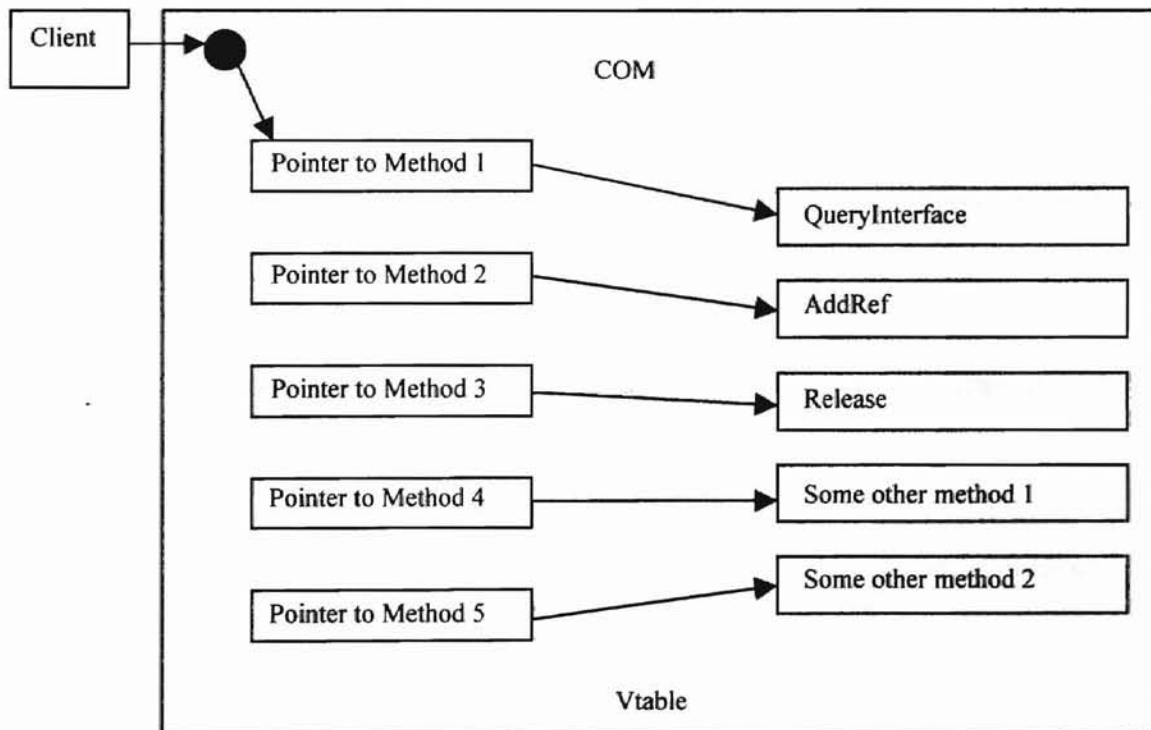 Client
COM
Pointer to Method 1
QueryInterface
Pointer to Method 2
AddRef
Pointer to Method 3
Release
Pointer to Method 4
Some other method 1
Pointer to Method 5
Some other method 2
Vtable